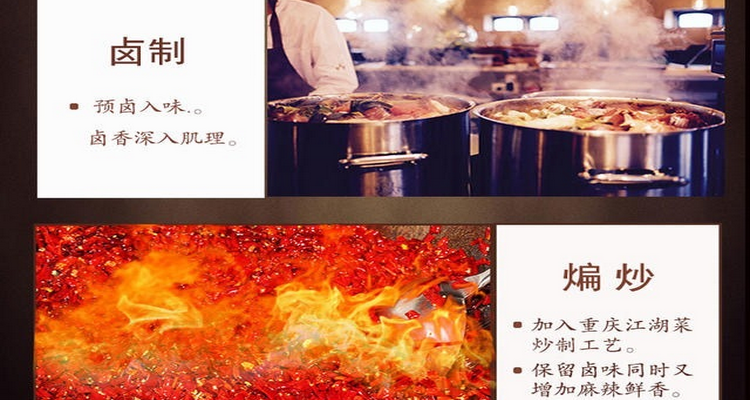 卤制
预卤入味.。
卤香深入肌理。
煸炒
加入重庆江湖菜
炒制工艺。
保留卤味同时又
增加麻辣鲜香。